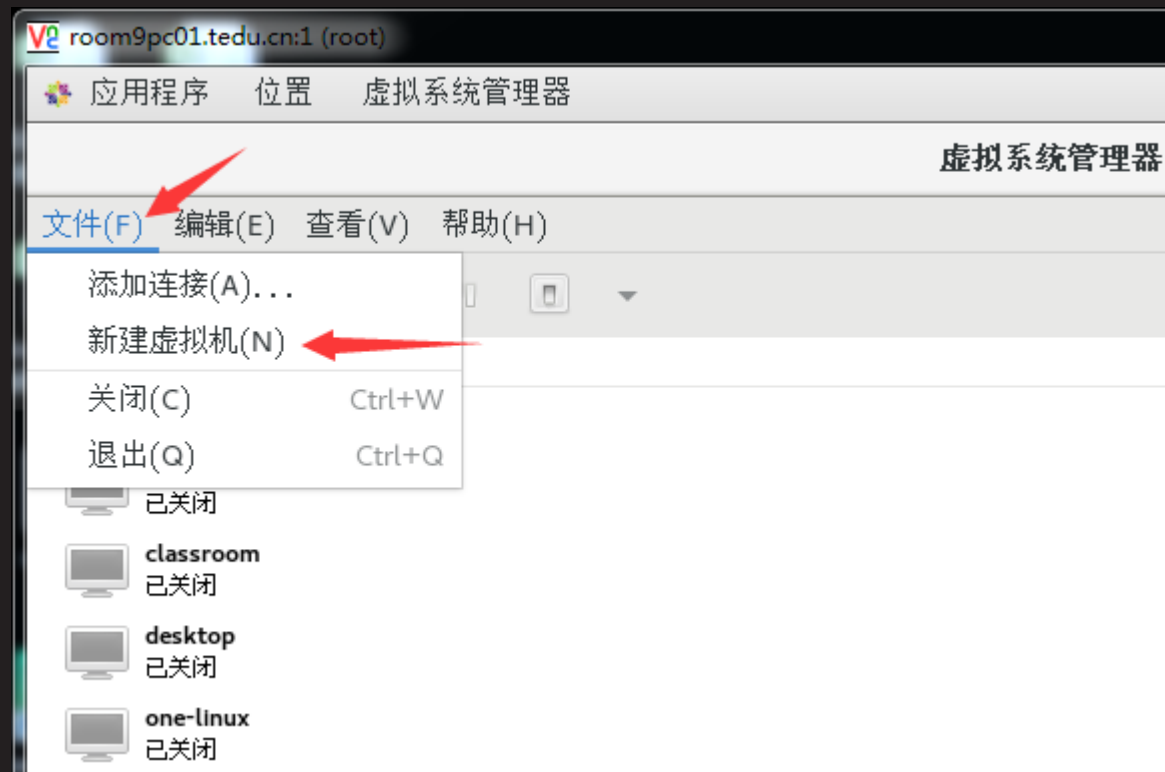 room9pc01.tedu.cn:1 (root)
应用程序 位置 虚拟系统管理器
虚拟系统管理器
文件(F) 编辑(E) 查看(V) 帮助(H)
添加连接(A)...
新建虚拟机(N)
关闭(C) Ctrl+W
退出(Q) Ctrl+Q
已关闭
classroom
已关闭
desktop
已关闭
one-linux
已关闭